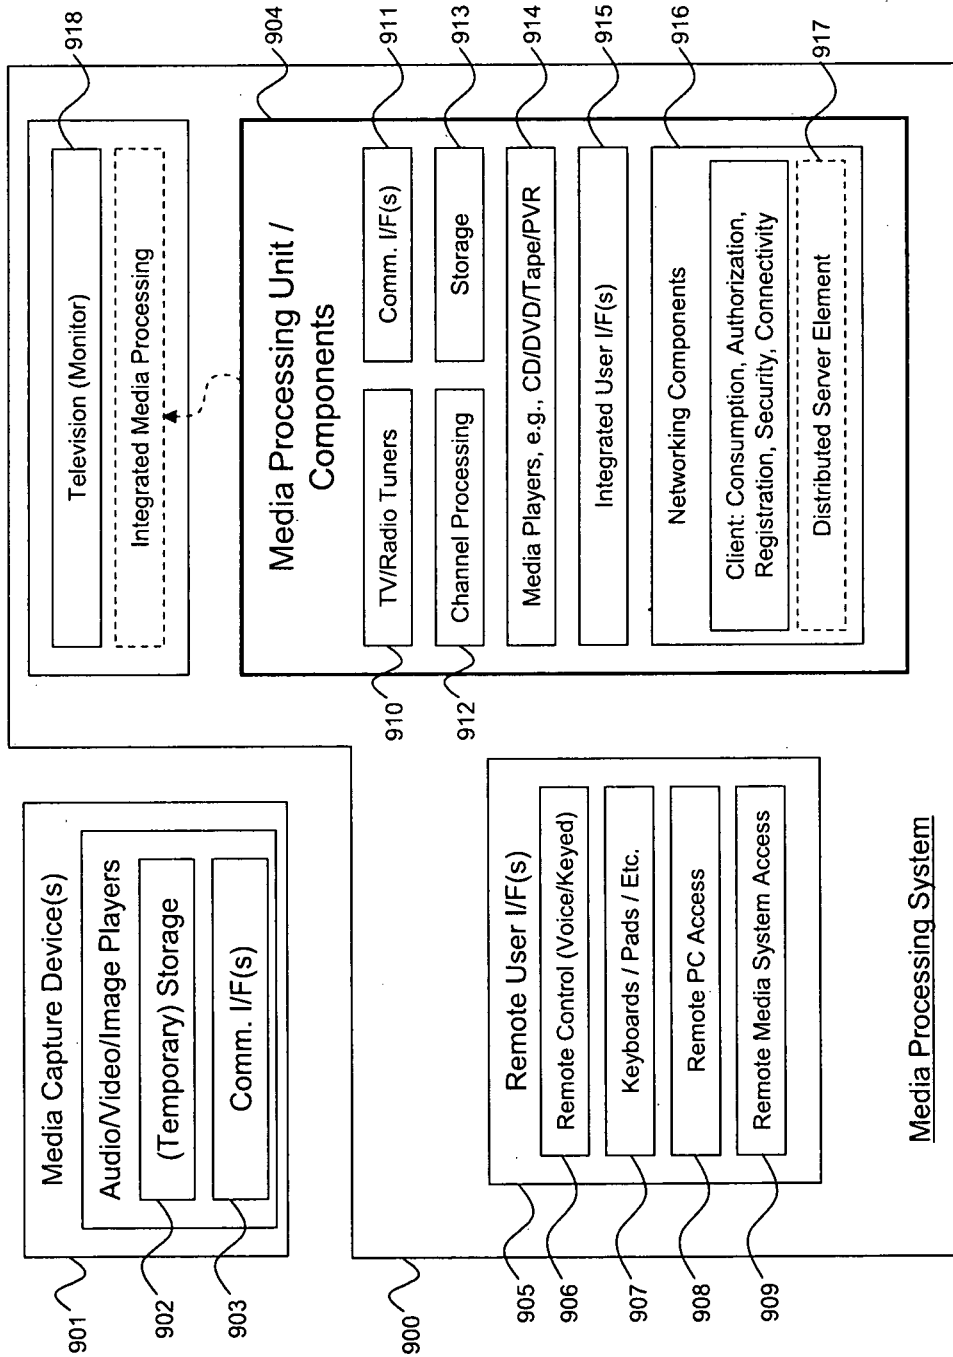 Media Capture Device(s)
Audio/Video/Image Players
(Temporary) Storage
Comm. I/F(s)
901
902
903
900
Television (Monitor)
Integrated Media Processing
918
904
Media Processing Unit /
Components
TV/Radio Tuners
Comm. I/F(s)
910
911
Channel Processing
Storage
912
913
Media Players, e.g., CD/DVD/Tape/PVR
914
Integrated User I/F(s)
915
Networking Components
916
Client: Consumption, Authorization,
Registration, Security, Connectivity
Distributed Server Element
917
Remote User I/F(s)
905
Remote Control (Voice/Keyed)
906
Keyboards / Pads / Etc.
907
Remote PC Access
908
Remote Media System Access
909
Media Processing System